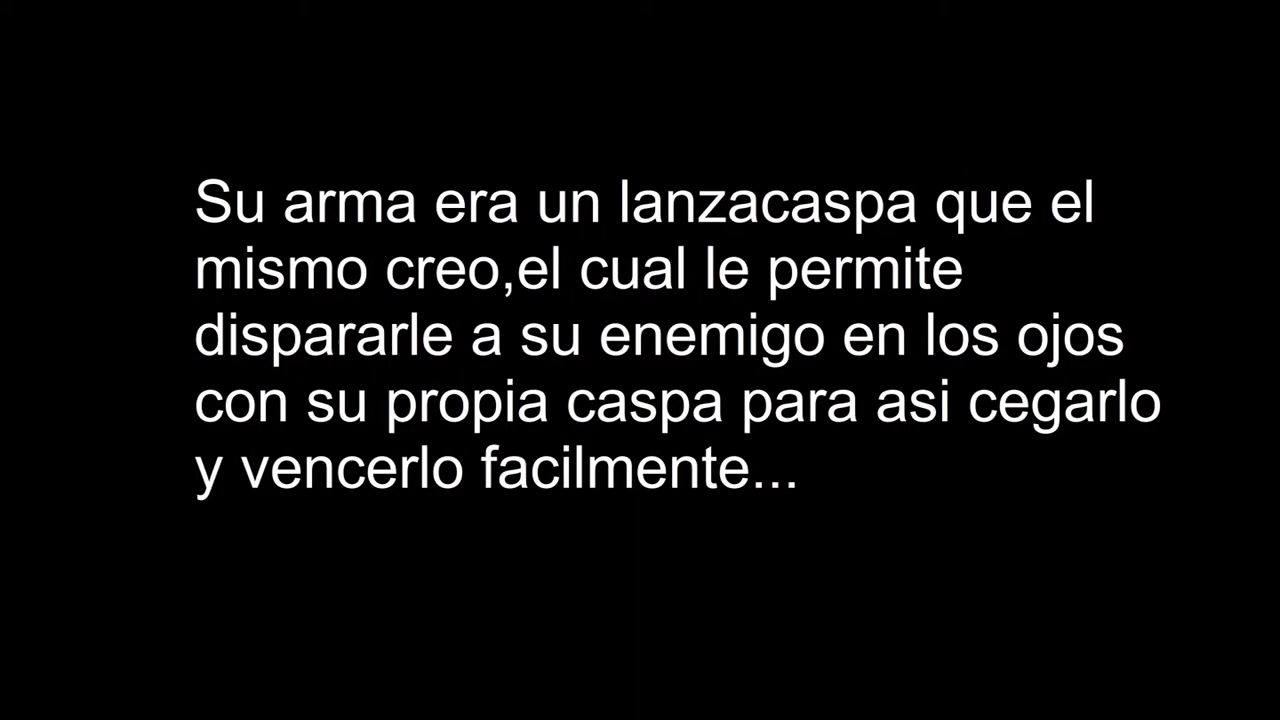 Su arma era un lanzacaspa que el
mismo creo,el cual le permite
dispararle a su enemigo en los ojos
con su propia caspa para asi cegarlo
y vencerlo facilmente...